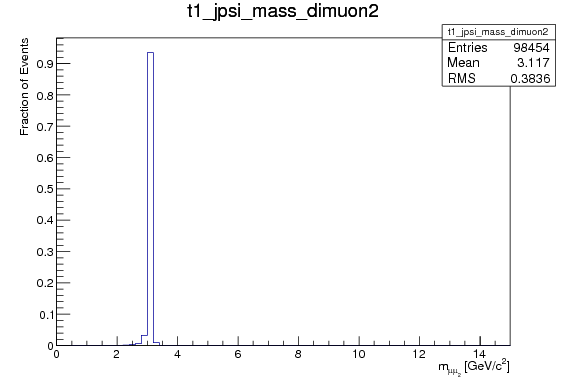 t1_jpsi_mass_dimuon2
t1_jpsi_mass_dimuon2
Entries 98454
Mean 3.117
RMS 0.3836
Fraction of Events
0.9
0.8
0.7
0.6
0.5
0.4
0.3
0.2
0.1
0
0 2 4 6 8 10 12 14
m_{μμ_2} [GeV/c²]